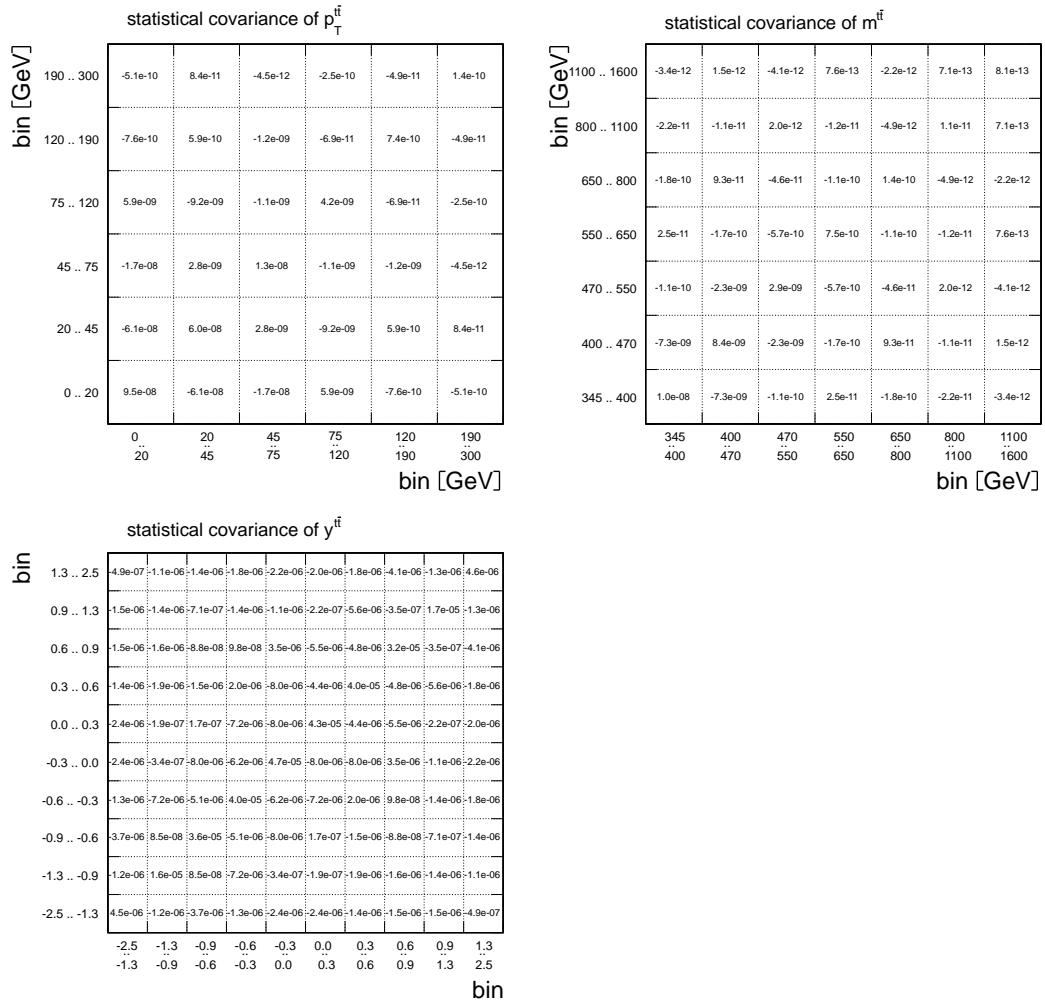 statistical covariance of p_T^{tt̄}
bin [GeV]
190 .. 300 -5.1e-10 8.4e-11 -4.5e-12 -2.5e-10 -4.9e-11 1.4e-10
120 .. 190 -7.6e-10 5.9e-10 -1.2e-09 -6.9e-11 7.4e-10 -4.9e-11
75 .. 120 5.9e-09 -9.2e-09 -1.1e-09 4.2e-09 -6.9e-11 -2.5e-10
45 .. 75 -1.7e-08 2.8e-09 1.3e-08 -1.1e-09 -1.2e-09 -4.5e-12
20 .. 45 -6.1e-08 6.0e-08 2.8e-09 -9.2e-09 5.9e-10 8.4e-11
0 .. 20 9.5e-08 -6.1e-08 -1.7e-08 5.9e-09 -7.6e-10 -5.1e-10
0 20 45 75 120 190
.. .. .. .. .. ..
20 45 75 120 190 300
bin [GeV]
statistical covariance of m^{tt̄}
bin [GeV]
1100 .. 1600 -3.4e-12 1.5e-12 -4.1e-12 7.6e-13 -2.2e-12 7.1e-13 8.1e-13
800 .. 1100 -2.2e-11 -1.1e-11 2.0e-12 -1.2e-11 -4.9e-12 1.1e-11 7.1e-13
650 .. 800 -1.8e-10 9.3e-11 -4.6e-11 -1.1e-10 1.4e-10 -4.9e-12 -2.2e-12
550 .. 650 2.5e-11 -1.7e-10 -5.7e-10 7.5e-10 -1.1e-10 -1.2e-11 7.6e-13
470 .. 550 -1.1e-10 -2.3e-09 2.9e-09 -5.7e-10 -4.6e-11 2.0e-12 -4.1e-12
400 .. 470 -7.3e-09 8.4e-09 -2.3e-09 -1.7e-10 9.3e-11 -1.1e-11 1.5e-12
345 .. 400 1.0e-08 -7.3e-09 -1.1e-10 2.5e-11 -1.8e-10 -2.2e-11 -3.4e-12
345 400 470 550 650 800 1100
.. .. .. .. .. .. ..
400 470 550 650 800 1100 1600
bin [GeV]
statistical covariance of y^{tt̄}
bin
1.3 .. 2.5 -4.9e-07 -1.1e-06 -1.4e-06 -1.8e-06 -2.2e-06 -2.0e-06 -1.8e-06 -4.1e-06 -1.3e-06 4.6e-06
0.9 .. 1.3 -1.5e-06 -1.4e-06 -7.1e-07 -1.4e-06 -1.1e-06 -2.2e-07 -5.6e-06 -3.5e-07 1.7e-05 -1.3e-06
0.6 .. 0.9 -1.5e-06 -1.6e-06 -8.8e-08 9.8e-08 3.5e-06 -5.5e-06 -4.8e-06 3.2e-05 -3.5e-07 -4.1e-06
0.3 .. 0.6 -1.4e-06 -1.9e-06 -1.5e-06 2.0e-06 -8.0e-06 -4.4e-06 4.0e-05 -4.8e-06 -5.6e-06 -1.8e-06
0.0 .. 0.3 -2.4e-06 -1.9e-07 1.7e-07 -7.2e-06 -8.0e-06 4.3e-05 -4.4e-06 -5.5e-06 -2.2e-07 -2.0e-06
-0.3 .. 0.0 -2.4e-06 -3.4e-07 -8.0e-06 -6.2e-06 4.7e-05 -8.0e-06 -8.0e-06 3.5e-06 -1.1e-06 -2.2e-06
-0.6 .. -0.3 -1.3e-06 -7.2e-06 -5.1e-06 4.0e-05 -6.2e-06 -7.2e-06 2.0e-06 9.8e-08 -1.4e-06 -1.8e-06
-0.9 .. -0.6 -3.7e-06 8.5e-08 3.6e-05 -5.1e-06 -8.0e-06 1.7e-07 -1.5e-06 -8.8e-08 -7.1e-07 -1.4e-06
-1.3 .. -0.9 -1.2e-06 1.6e-05 8.5e-08 -7.2e-06 -3.4e-07 -1.9e-07 -1.9e-06 -1.6e-06 -1.4e-06 -1.1e-06
-2.5 .. -1.3 4.5e-06 -1.2e-06 -3.7e-06 -1.3e-06 -2.4e-06 -2.4e-06 -1.4e-06 -1.5e-06 -1.5e-06 -4.9e-07
-2.5 -1.3 -0.9 -0.6 -0.3 0.0 0.3 0.6 0.9 1.3
.. .. .. .. .. .. .. .. .. ..
-1.3 -0.9 -0.6 -0.3 0.0 0.3 0.6 0.9 1.3 2.5
bin